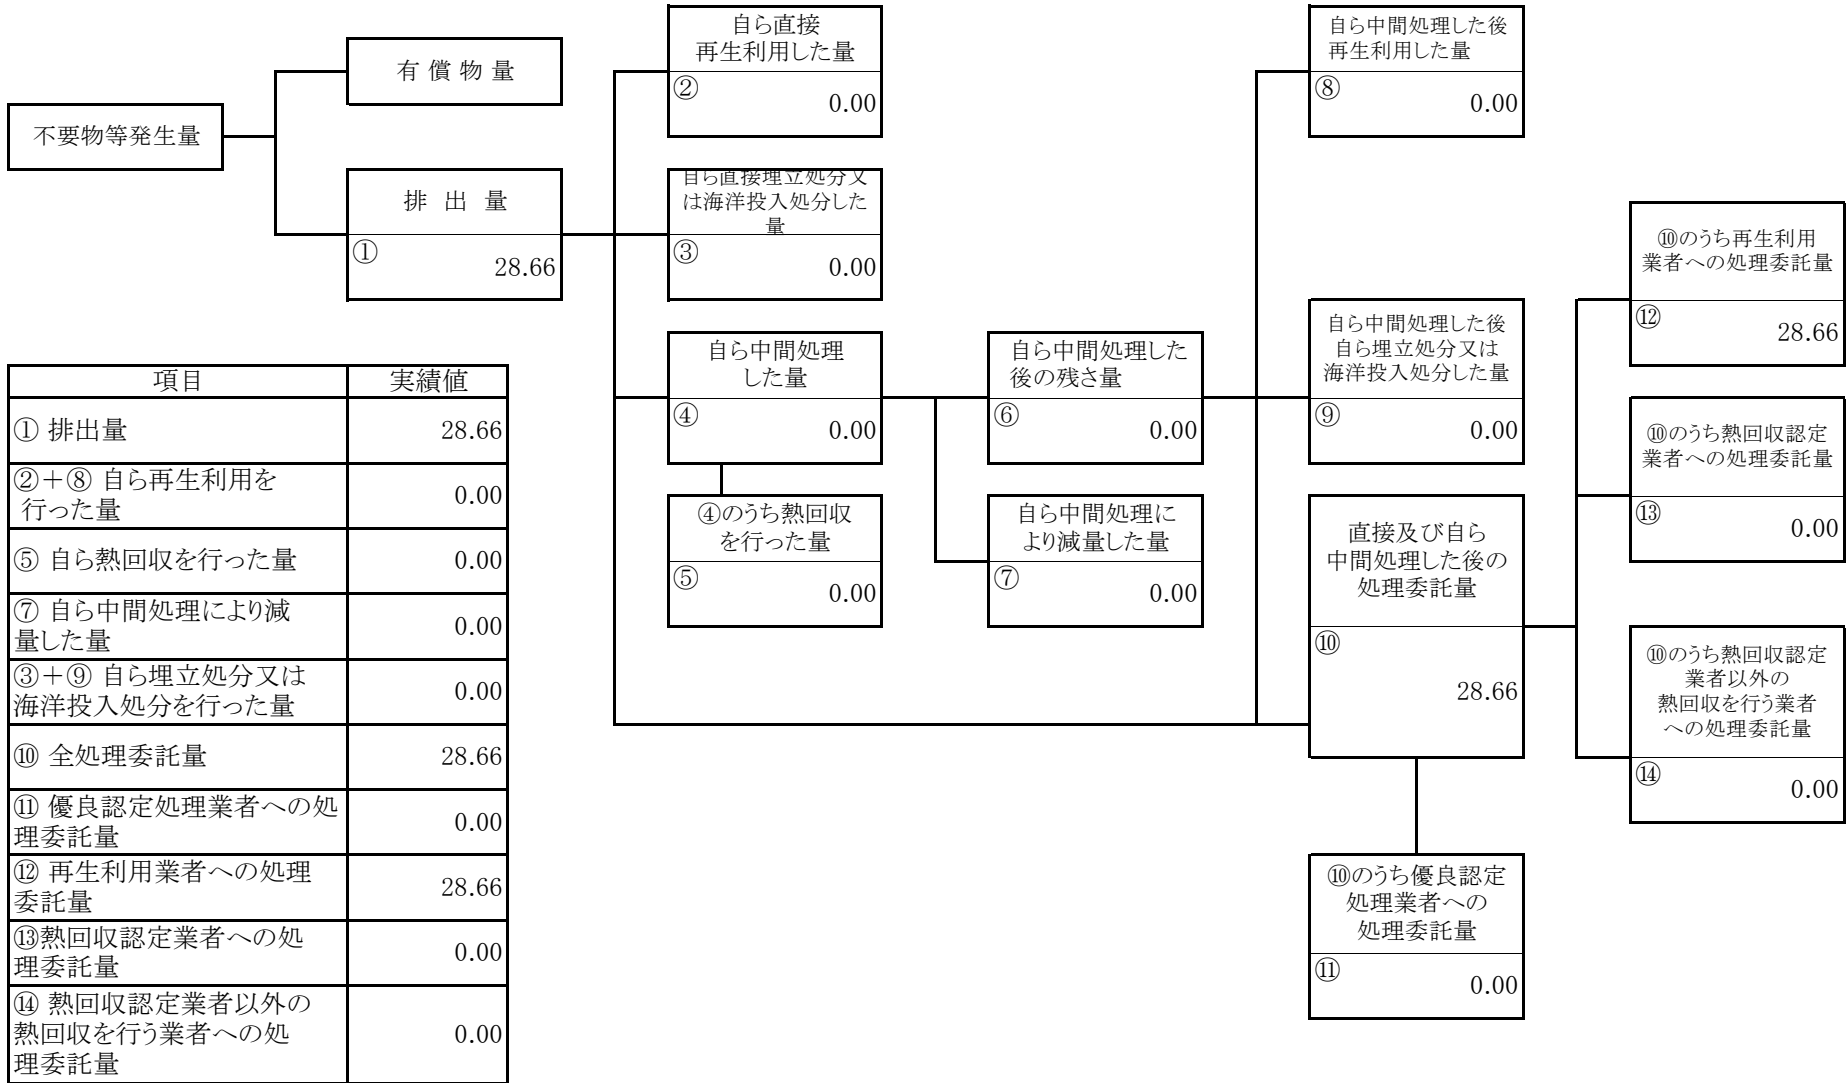 不要物等発生量
有償物量
排出量
①
28.66
自ら直接
再生利用した量
②
0.00
自ら直接埋立処分又
は海洋投入処分した
量
③
0.00
自ら中間処理
した量
④
0.00
④のうち熱回収
を行った量
⑤
0.00
自ら中間処理した
後の残さ量
⑥
0.00
自ら中間処理に
より減量した量
⑦
0.00
自ら中間処理した後
再生利用した量
⑧
0.00
自ら中間処理した後
自ら埋立処分又は
海洋投入処分した量
⑨
0.00
直接及び自ら
中間処理した後の
処理委託量
⑩
28.66
⑩のうち優良認定
処理業者への
処理委託量
⑪
0.00
⑩のうち再生利用
業者への処理委託量
⑫
28.66
⑩のうち熱回収認定
業者への処理委託量
⑬
0.00
⑩のうち熱回収認定
業者以外の
熱回収を行う業者
への処理委託量
⑭
0.00
項目 実績値
① 排出量 28.66
②+⑧ 自ら再生利用を
行った量 0.00
⑤ 自ら熱回収を行った量 0.00
⑦ 自ら中間処理により減
量した量 0.00
③+⑨ 自ら埋立処分又は
海洋投入処分を行った量 0.00
⑩ 全処理委託量 28.66
⑪ 優良認定処理業者への処
理委託量 0.00
⑫ 再生利用業者への処理
委託量 28.66
⑬熱回収認定業者への処
理委託量 0.00
⑭ 熱回収認定業者以外の
熱回収を行う業者への処
理委託量 0.00